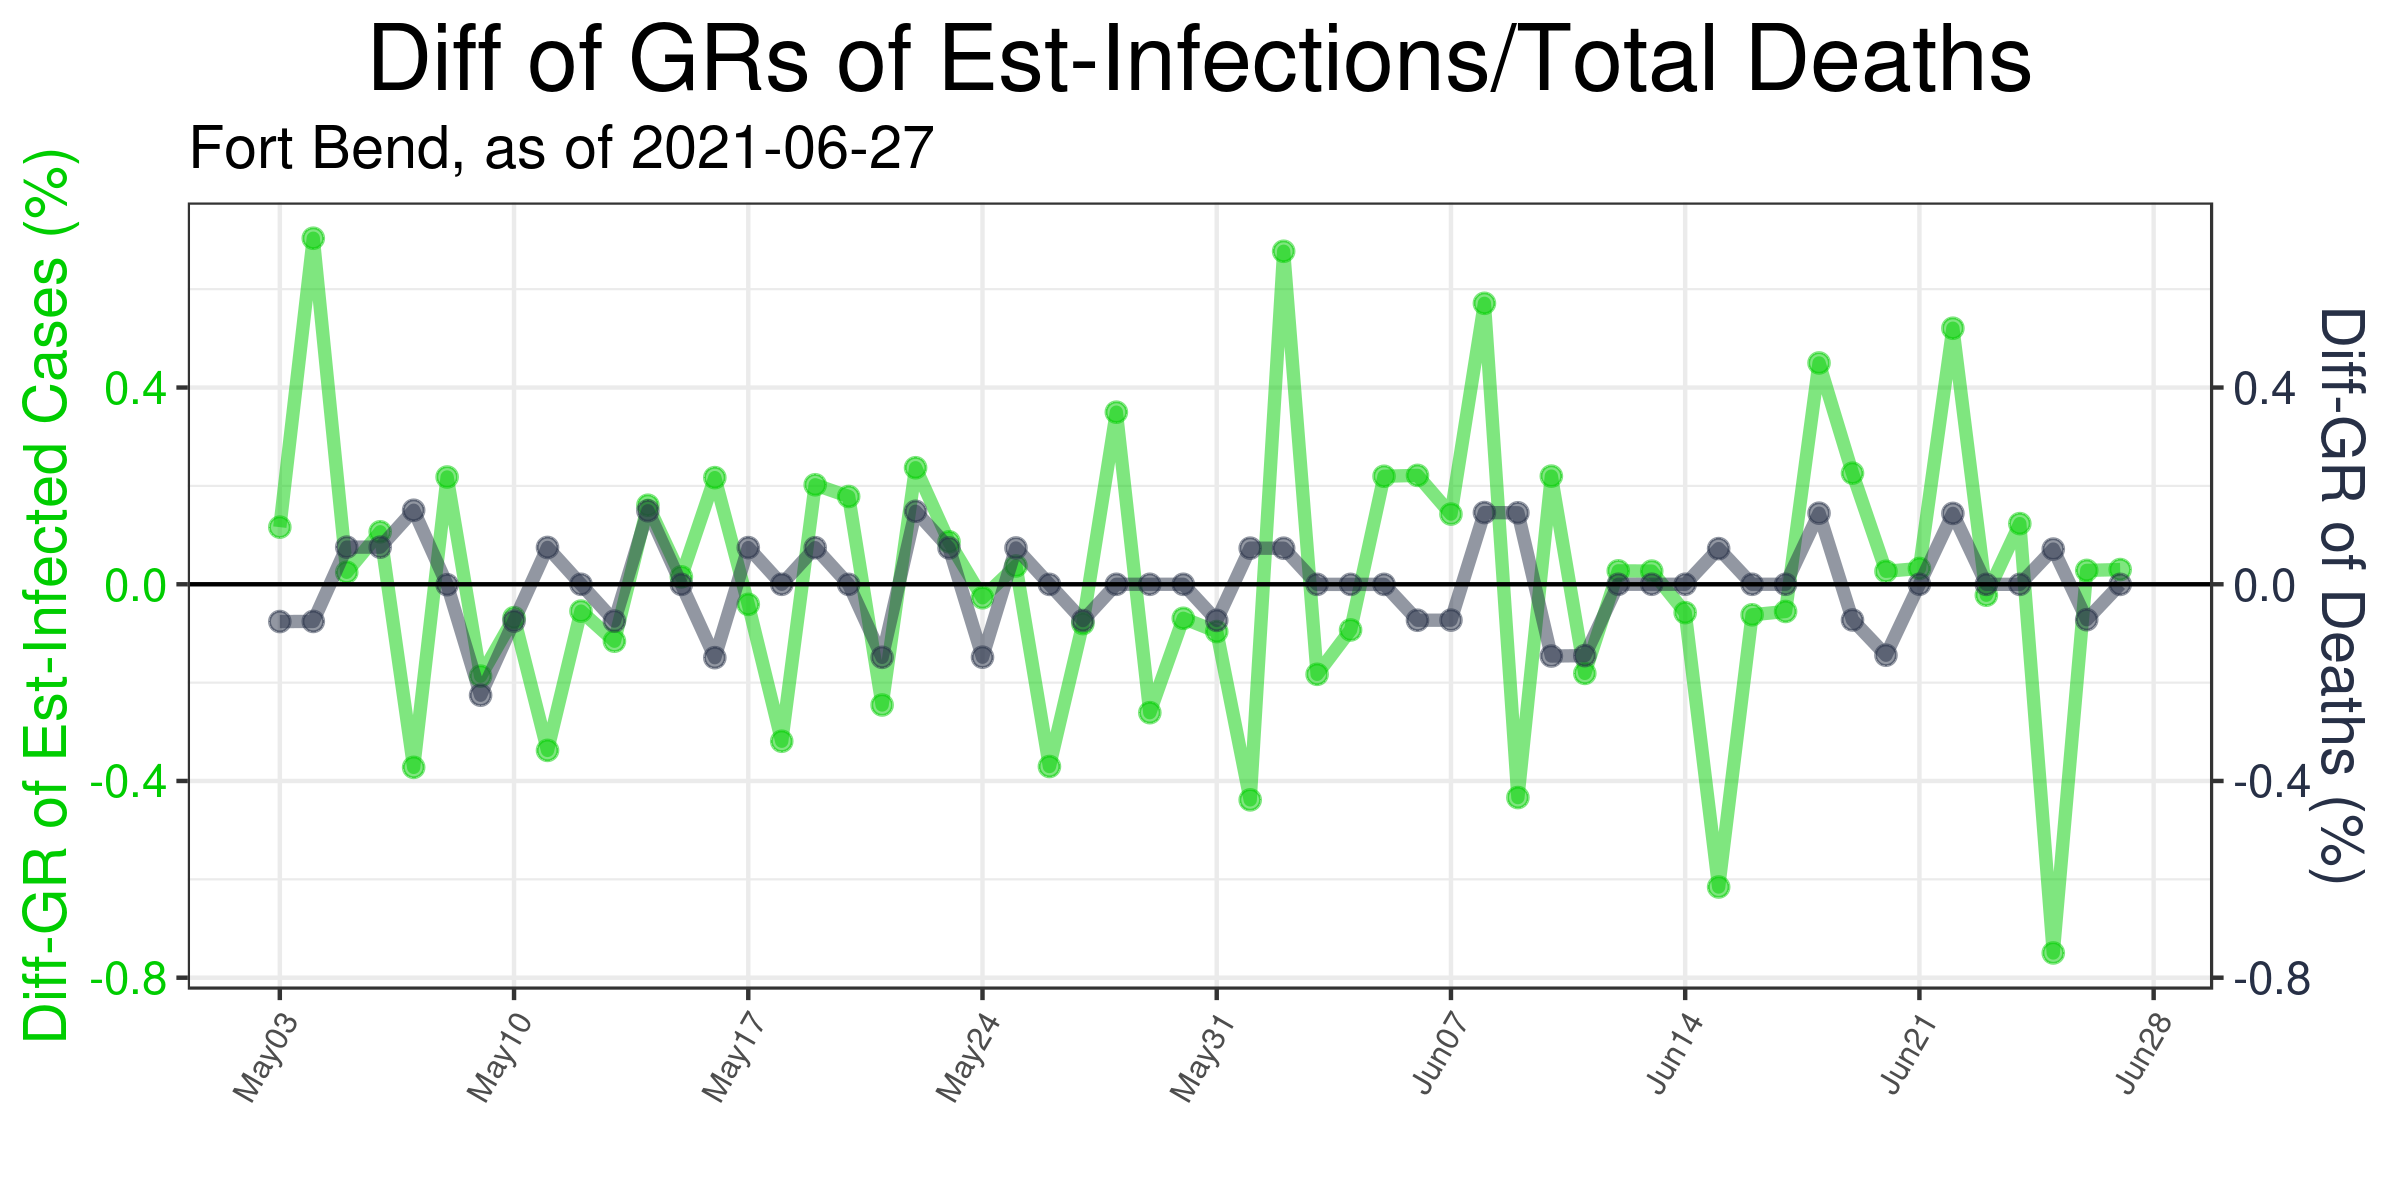 Diff of GRs of Est-Infections/Total Deaths
Fort Bend, as of 2021-06-27
Diff-GR of Est-Infected Cases (%)
0.4
0.0
-0.4
-0.8
0.4
0.0
-0.4
-0.8
Diff-GR of Deaths (%)
May03
May10
May17
May24
May31
Jun07
Jun14
Jun21
Jun28